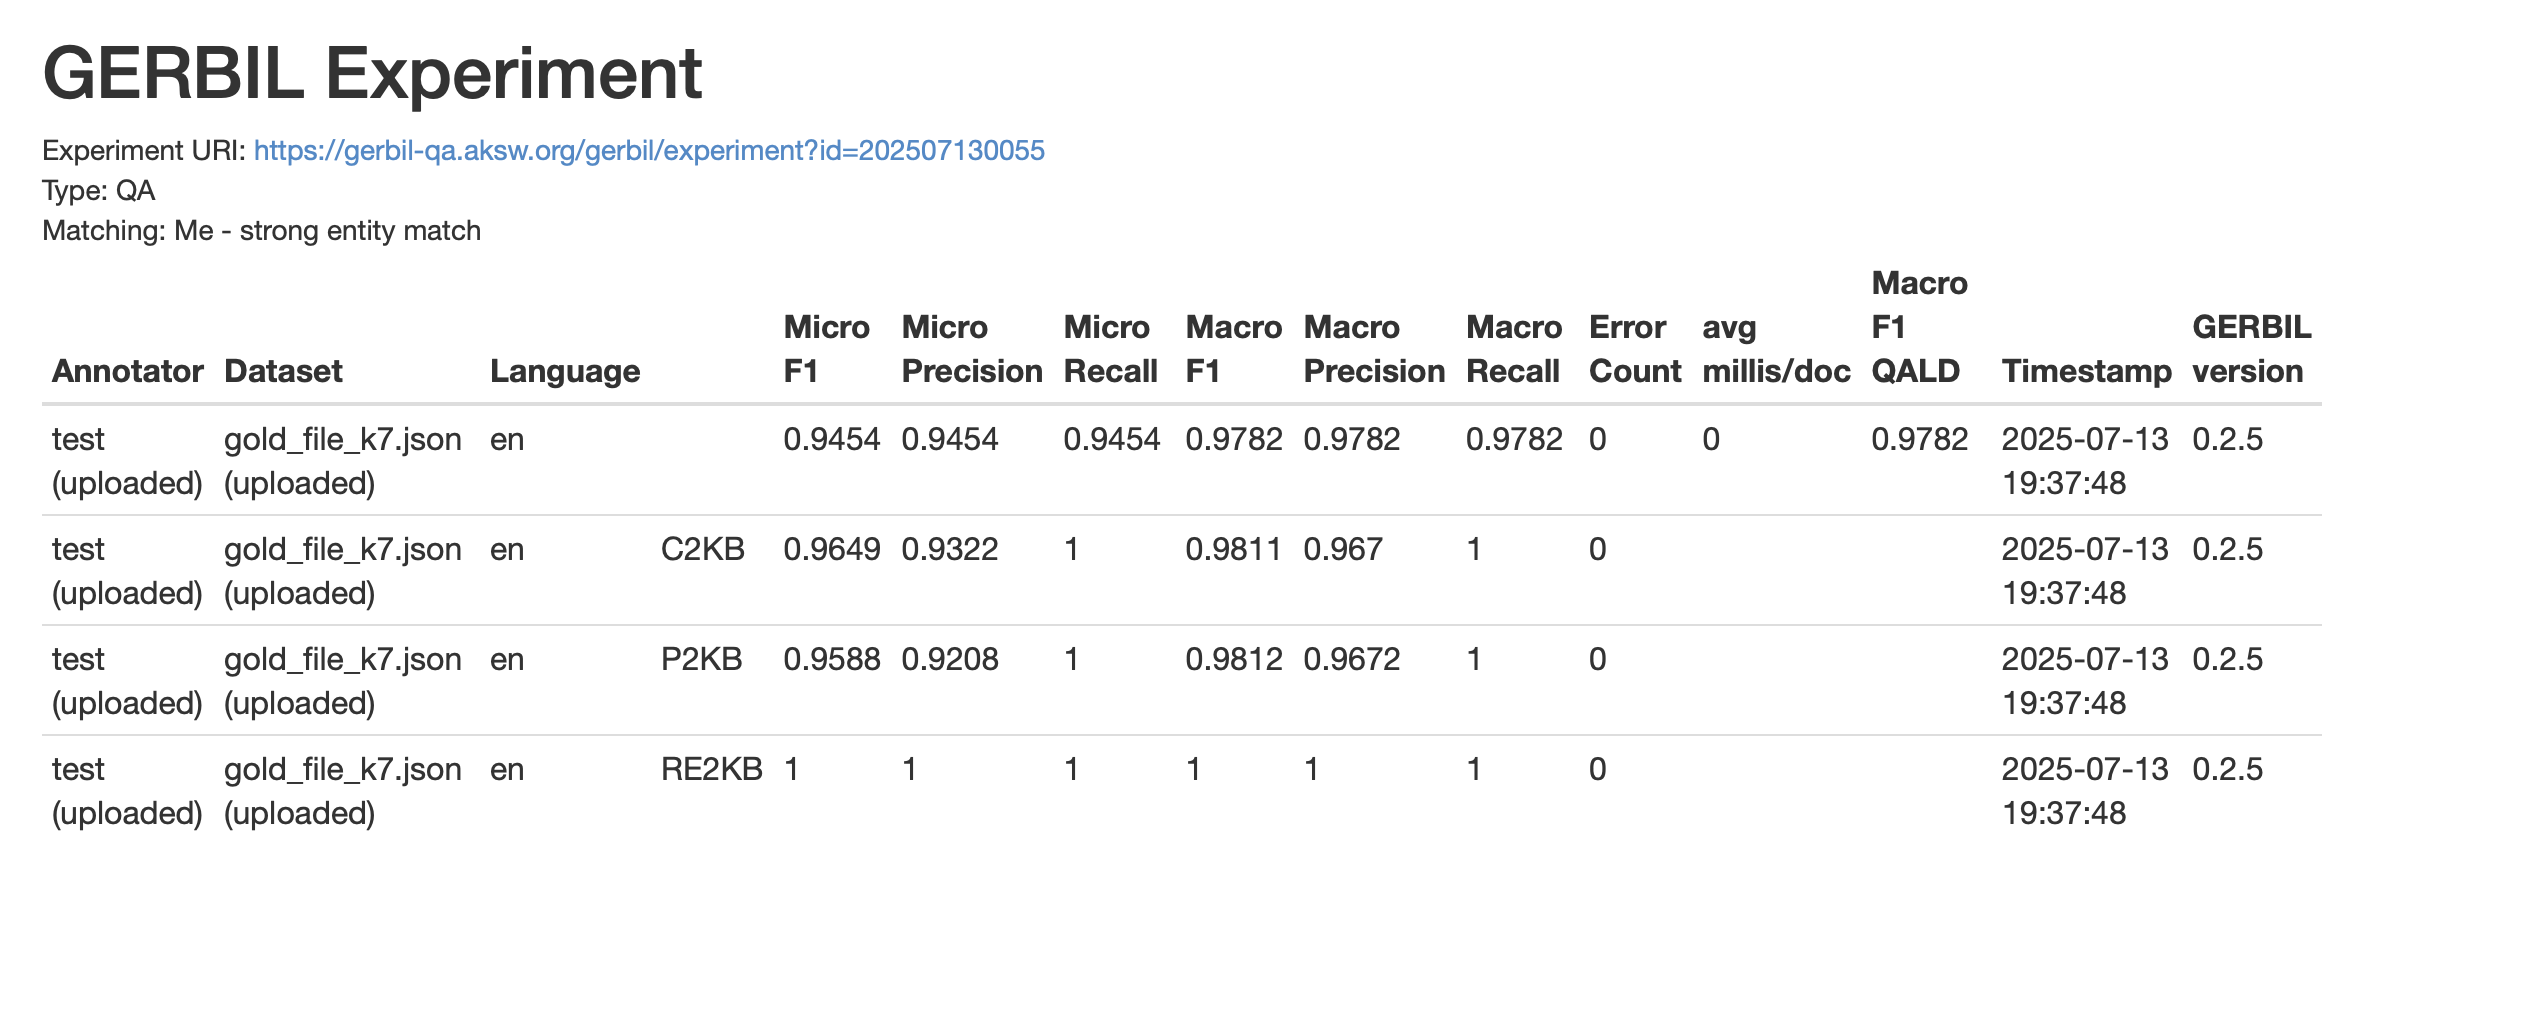 GERBIL Experiment
Experiment URI: https://gerbil-qa.aksw.org/gerbil/experiment?id=202507130055
Type: QA
Matching: Me - strong entity match
Annotator Dataset Language Micro F1 Micro Precision Micro Recall Macro F1 Macro Precision Macro Recall Error Count avg millis/doc Macro F1 QALD Timestamp GERBIL version
test gold_file_k7.json en 0.9454 0.9454 0.9454 0.9782 0.9782 0.9782 0 0 0.9782 2025-07-13 0.2.5
(uploaded) (uploaded) 19:37:48
test gold_file_k7.json en C2KB 0.9649 0.9322 1 0.9811 0.967 1 0 2025-07-13 0.2.5
(uploaded) (uploaded) 19:37:48
test gold_file_k7.json en P2KB 0.9588 0.9208 1 0.9812 0.9672 1 0 2025-07-13 0.2.5
(uploaded) (uploaded) 19:37:48
test gold_file_k7.json en RE2KB 1 1 1 1 1 1 0 2025-07-13 0.2.5
(uploaded) (uploaded) 19:37:48